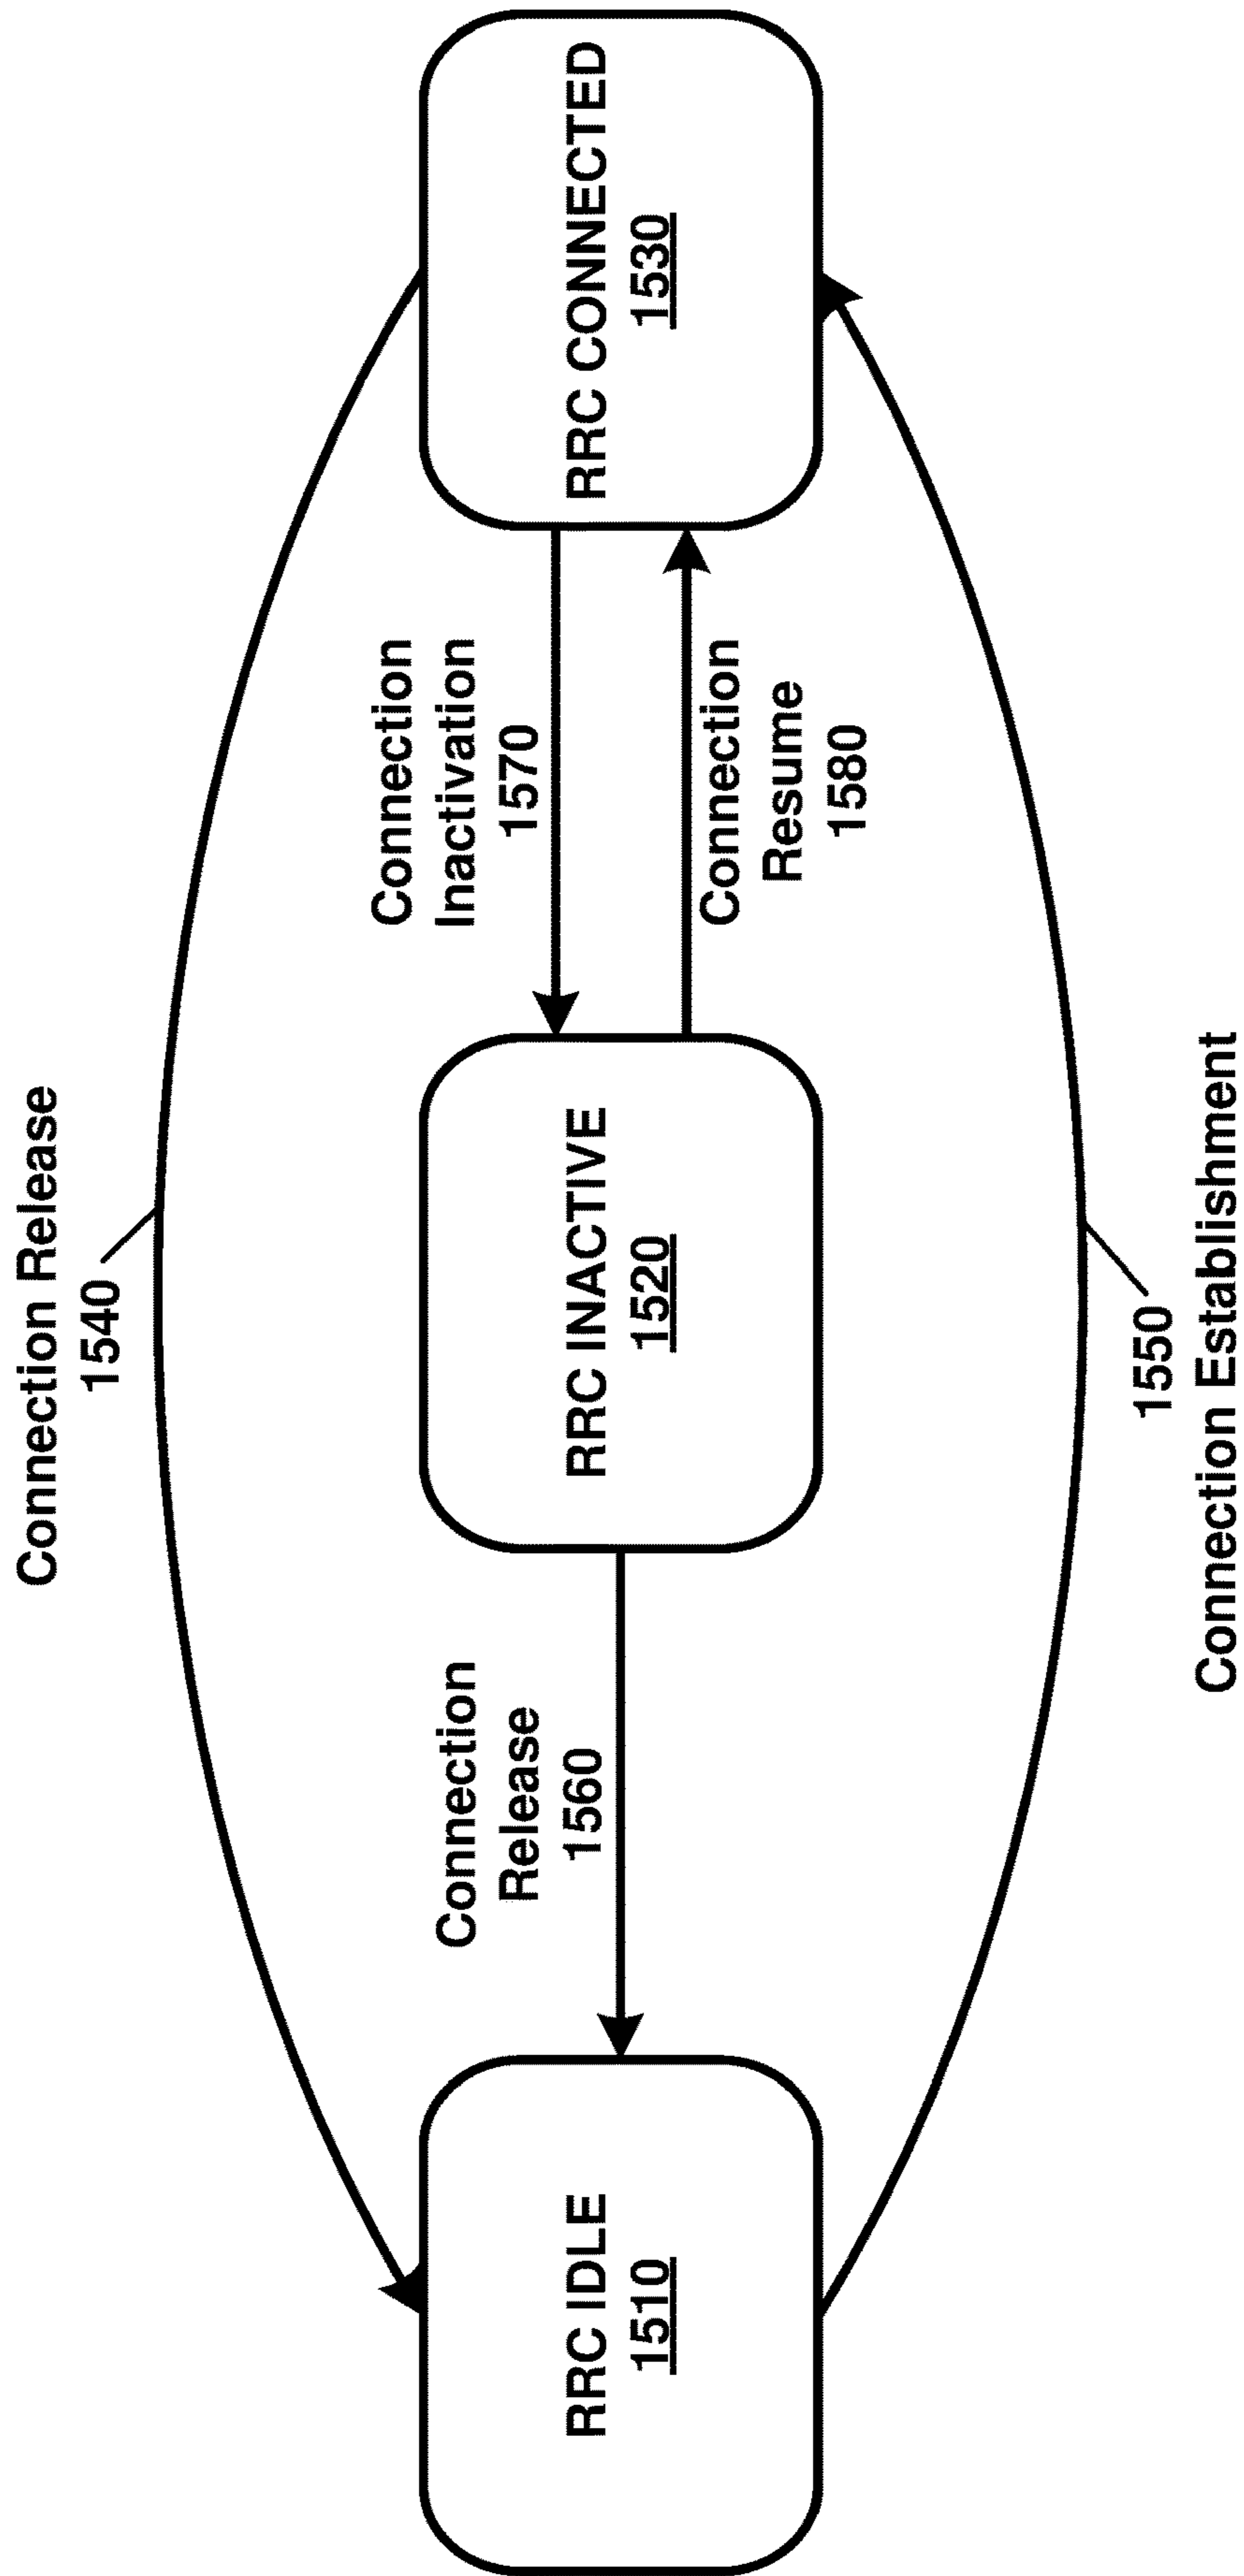 Connection Release
1540
RRC IDLE
1510
Connection
Release
1560
RRC INACTIVE
1520
Connection
Inactivation
1570
Connection
Resume
1580
RRC CONNECTED
1530
1550
Connection Establishment